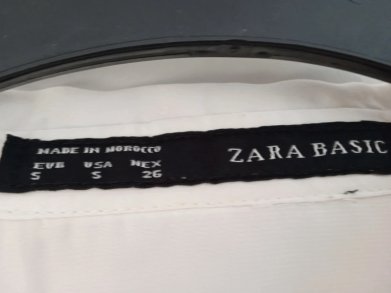 MADE IN MOROCCO
EUR USA MEX
S S 26
ZARA BASIC